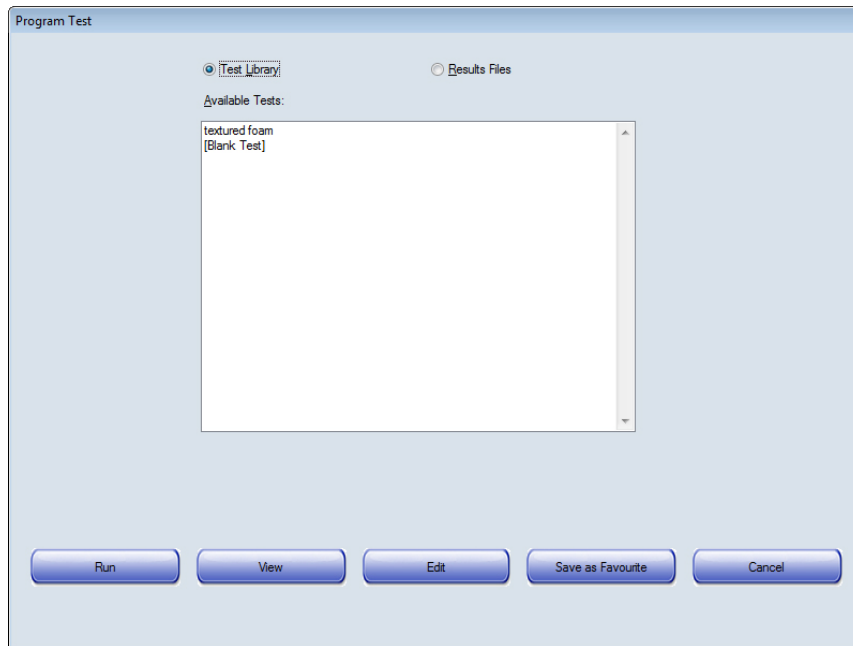 Program Test
Test Library
Results Files
Available Tests:
textured foam
[Blank Test]
Run
View
Edit
Save as Favourite
Cancel